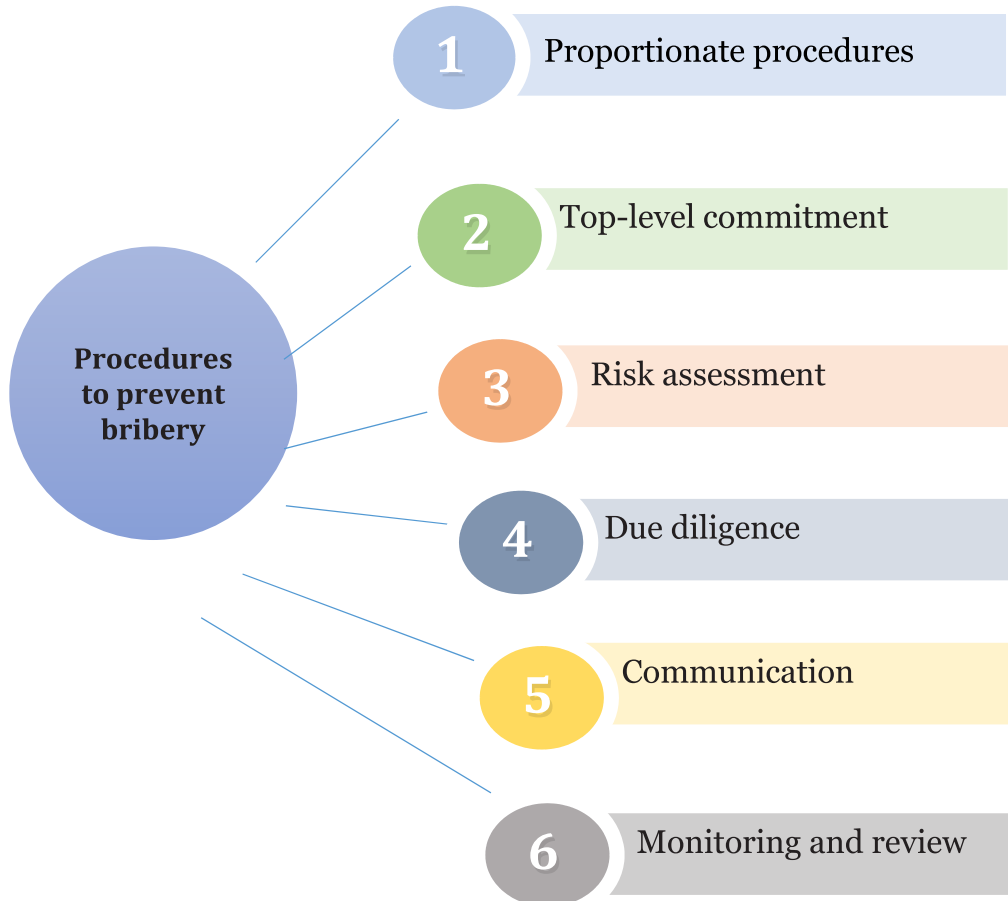 Procedures
to prevent
bribery
1
Proportionate procedures
2
Top-level commitment
3
Risk assessment
4
Due diligence
5
Communication
6
Monitoring and review